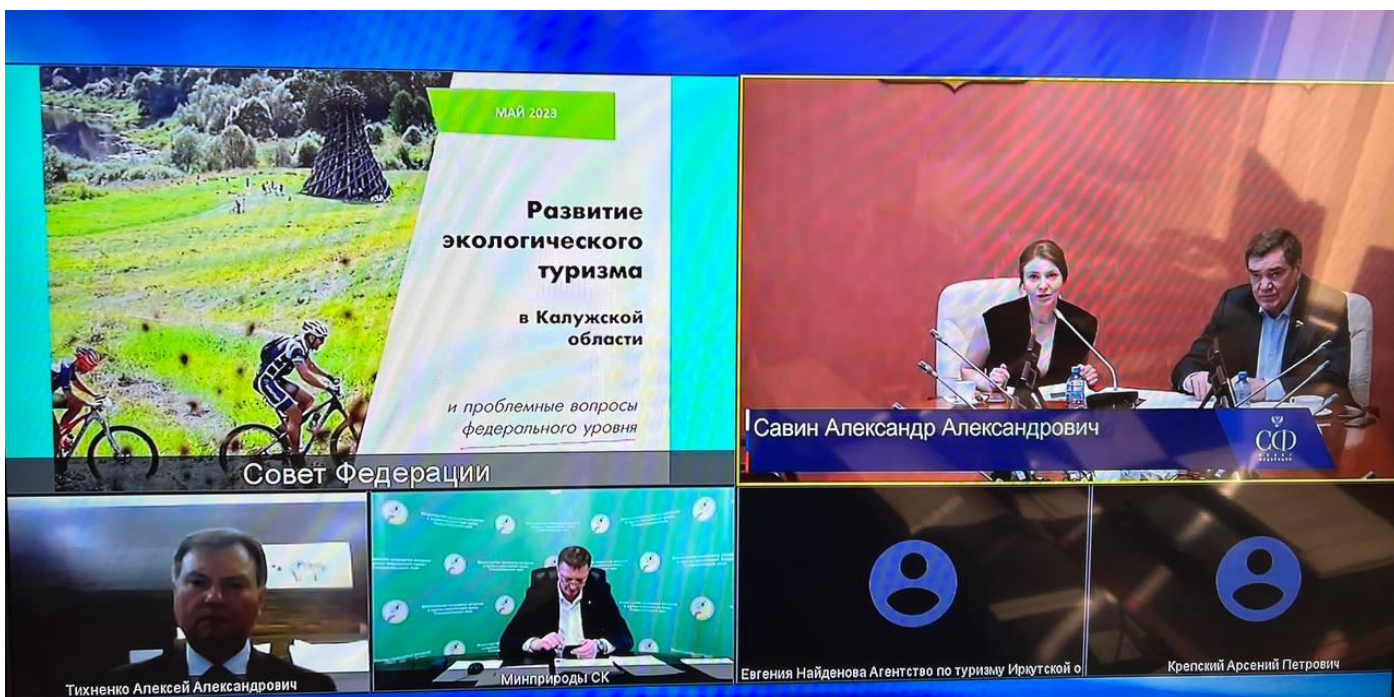 МАЙ 2023
Развитие
экологического
туризма
в Калужской
области
и проблемные вопросы
федерального уровня
Совет Федерации
Савин Александр Александрович
СФ
Тихненко Алексей Александрович
Минприроды СК
Евгения Найденова Агентство по туризму Иркутской о
Крепский Арсений Петрович